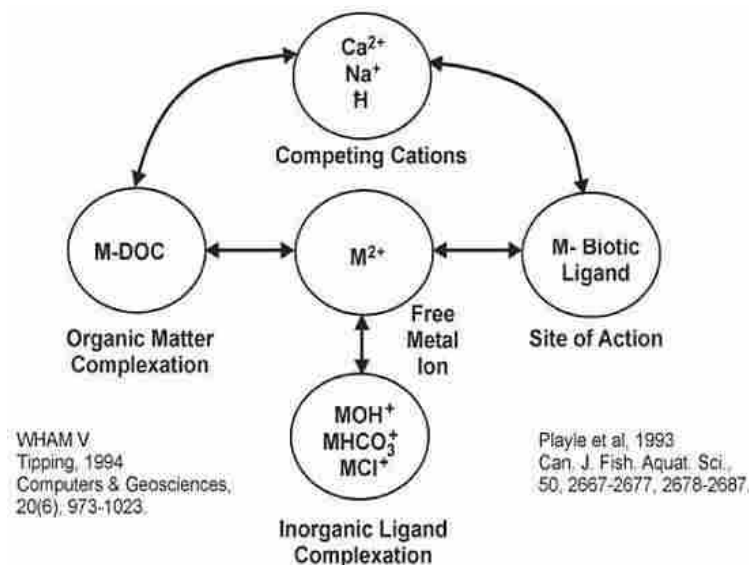 Ca²⁺
Na⁺
H⁺
Competing Cations
M-DOC
M²⁺
M- Biotic
Ligand
Organic Matter
Complexation
Free
Metal
Ion
Site of Action
MOH⁺
MHCO₃⁺
MCl⁺
Inorganic Ligand
Complexation
WHAM V
Tipping, 1994
Computers & Geosciences,
20(6), 973-1023.
Playle et al, 1993
Can. J. Fish. Aquat. Sci.,
50, 2667-2677, 2678-2687.